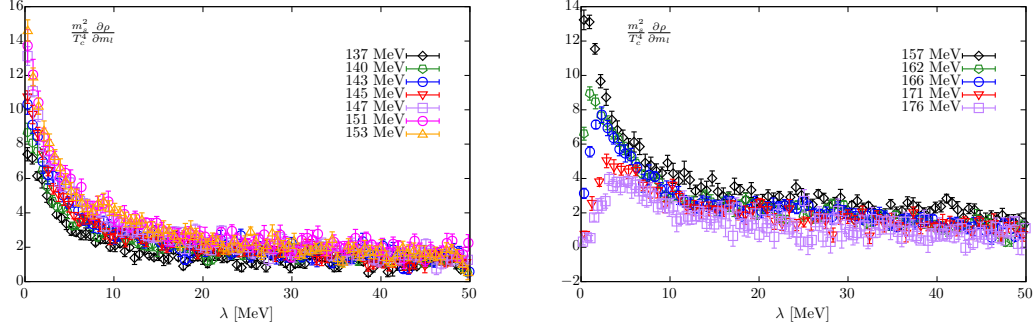 16
14
12
10
8
6
4
2
0
m_s^2/T_c^4 ∂ρ/∂m_l
137 MeV
140 MeV
143 MeV
145 MeV
147 MeV
151 MeV
153 MeV
0 10 20 30 40 50
λ [MeV]
14
12
10
8
6
4
2
0
−2
m_s^2/T_c^4 ∂ρ/∂m_l
157 MeV
162 MeV
166 MeV
171 MeV
176 MeV
0 10 20 30 40 50
λ [MeV]